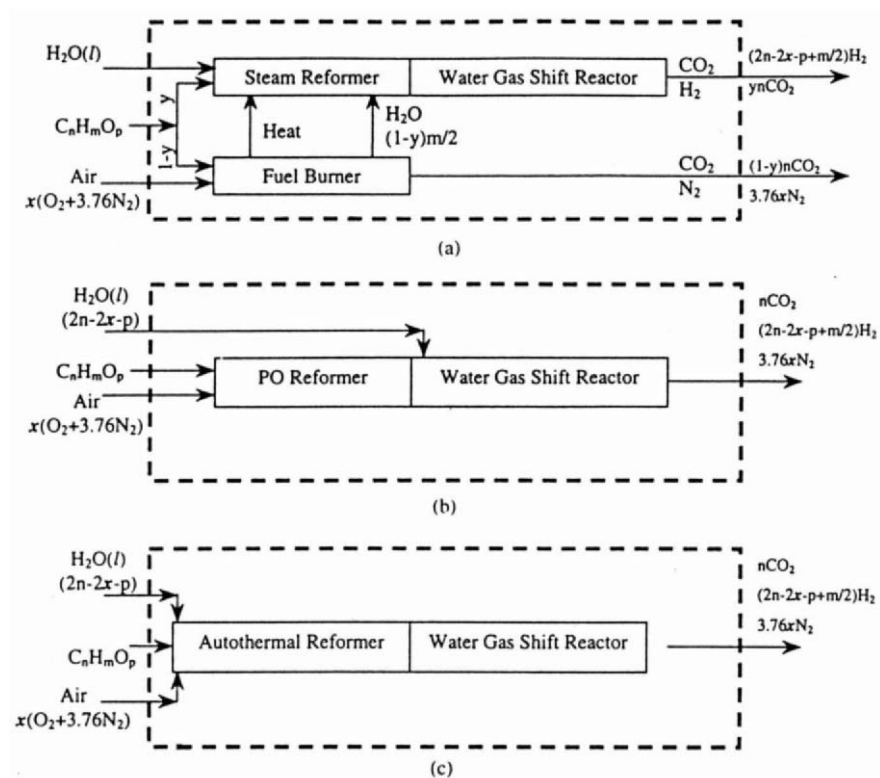 H₂O(l)
Steam Reformer
Water Gas Shift Reactor
CO₂
H₂
(2n-2x-p+m/2)H₂
ynCO₂
y
CₙHₘOₚ
1-y
Heat
H₂O
(1-y)m/2
Air
x(O₂+3.76N₂)
Fuel Burner
CO₂
N₂
(1-y)nCO₂
3.76xN₂
(a)
H₂O(l)
(2n-2x-p)
CₙHₘOₚ
Air
x(O₂+3.76N₂)
PO Reformer
Water Gas Shift Reactor
nCO₂
(2n-2x-p+m/2)H₂
3.76xN₂
(b)
H₂O(l)
(2n-2x-p)
CₙHₘOₚ
Air
x(O₂+3.76N₂)
Autothermal Reformer
Water Gas Shift Reactor
nCO₂
(2n-2x-p+m/2)H₂
3.76xN₂
(c)